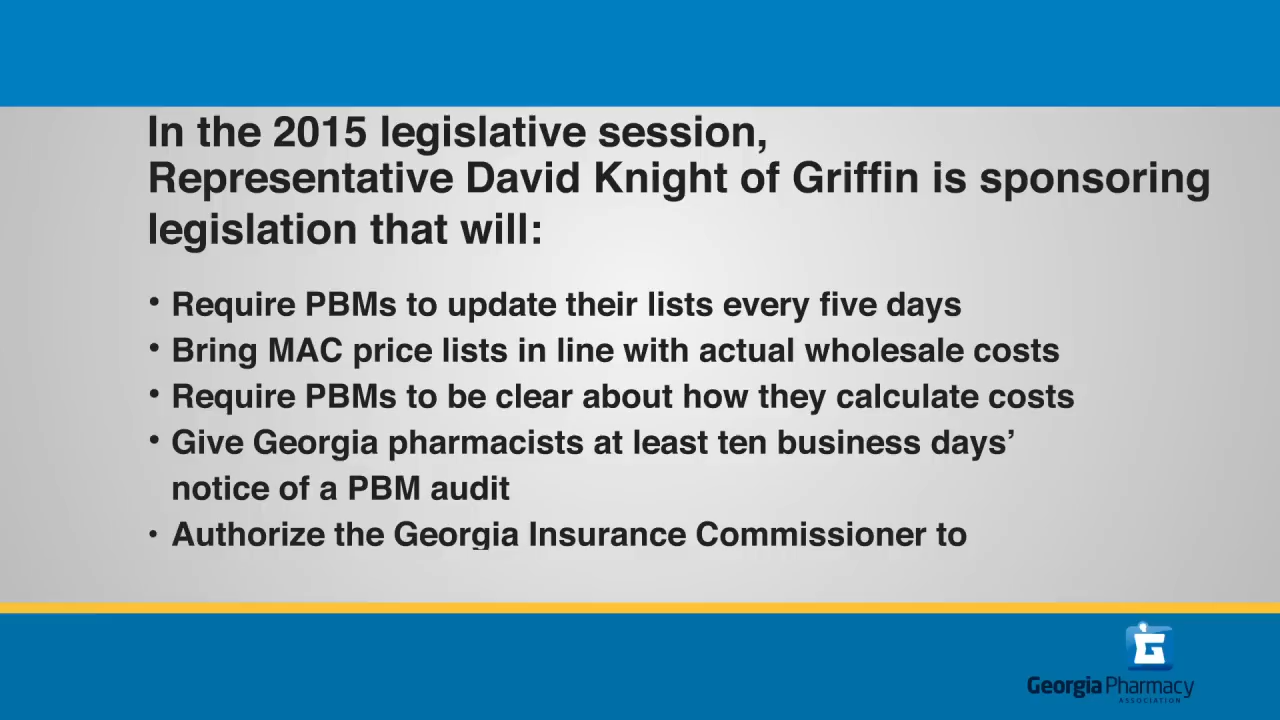 In the 2015 legislative session,
Representative David Knight of Griffin is sponsoring
legislation that will:
• Require PBMs to update their lists every five days
• Bring MAC price lists in line with actual wholesale costs
• Require PBMs to be clear about how they calculate costs
• Give Georgia pharmacists at least ten business days’
notice of a PBM audit
• Authorize the Georgia Insurance Commissioner to
G
Georgia Pharmacy
ASSOCIATION